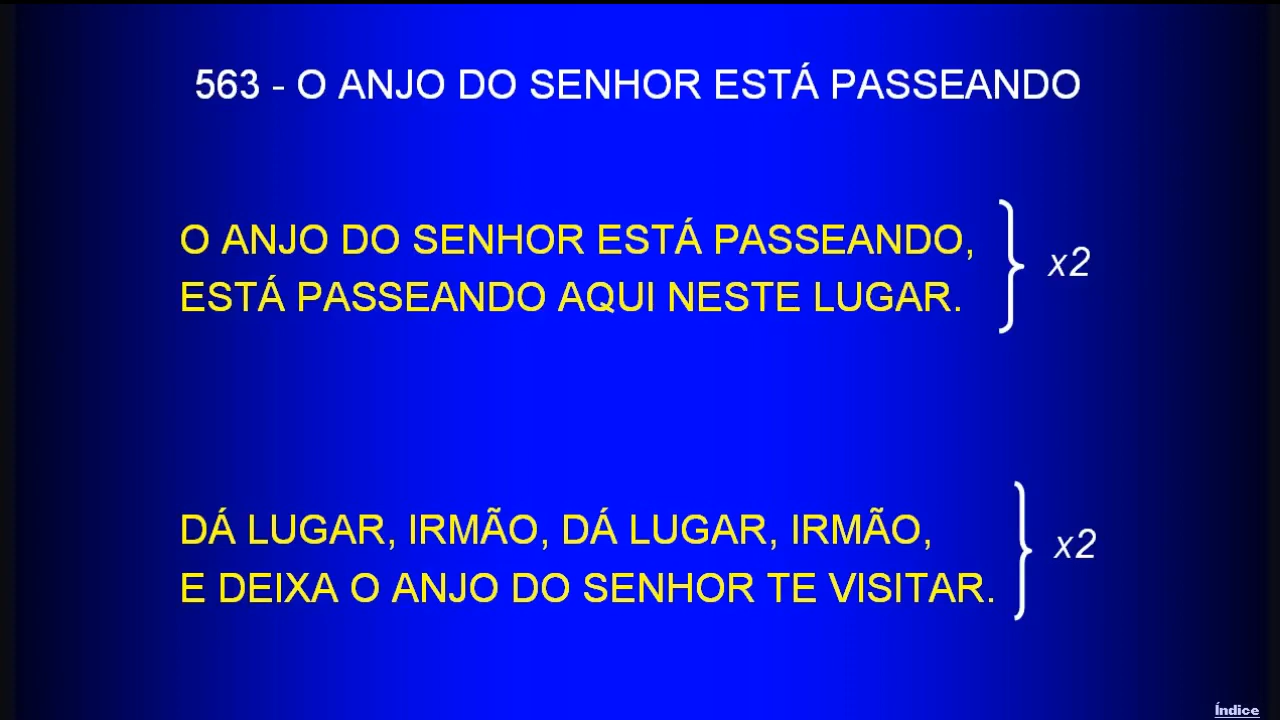 563 - O ANJO DO SENHOR ESTÁ PASSEANDO
O ANJO DO SENHOR ESTÁ PASSEANDO,
ESTÁ PASSEANDO AQUI NESTE LUGAR.
x2
DÁ LUGAR, IRMÃO, DÁ LUGAR, IRMÃO,
E DEIXA O ANJO DO SENHOR TE VISITAR.
x2
Índice